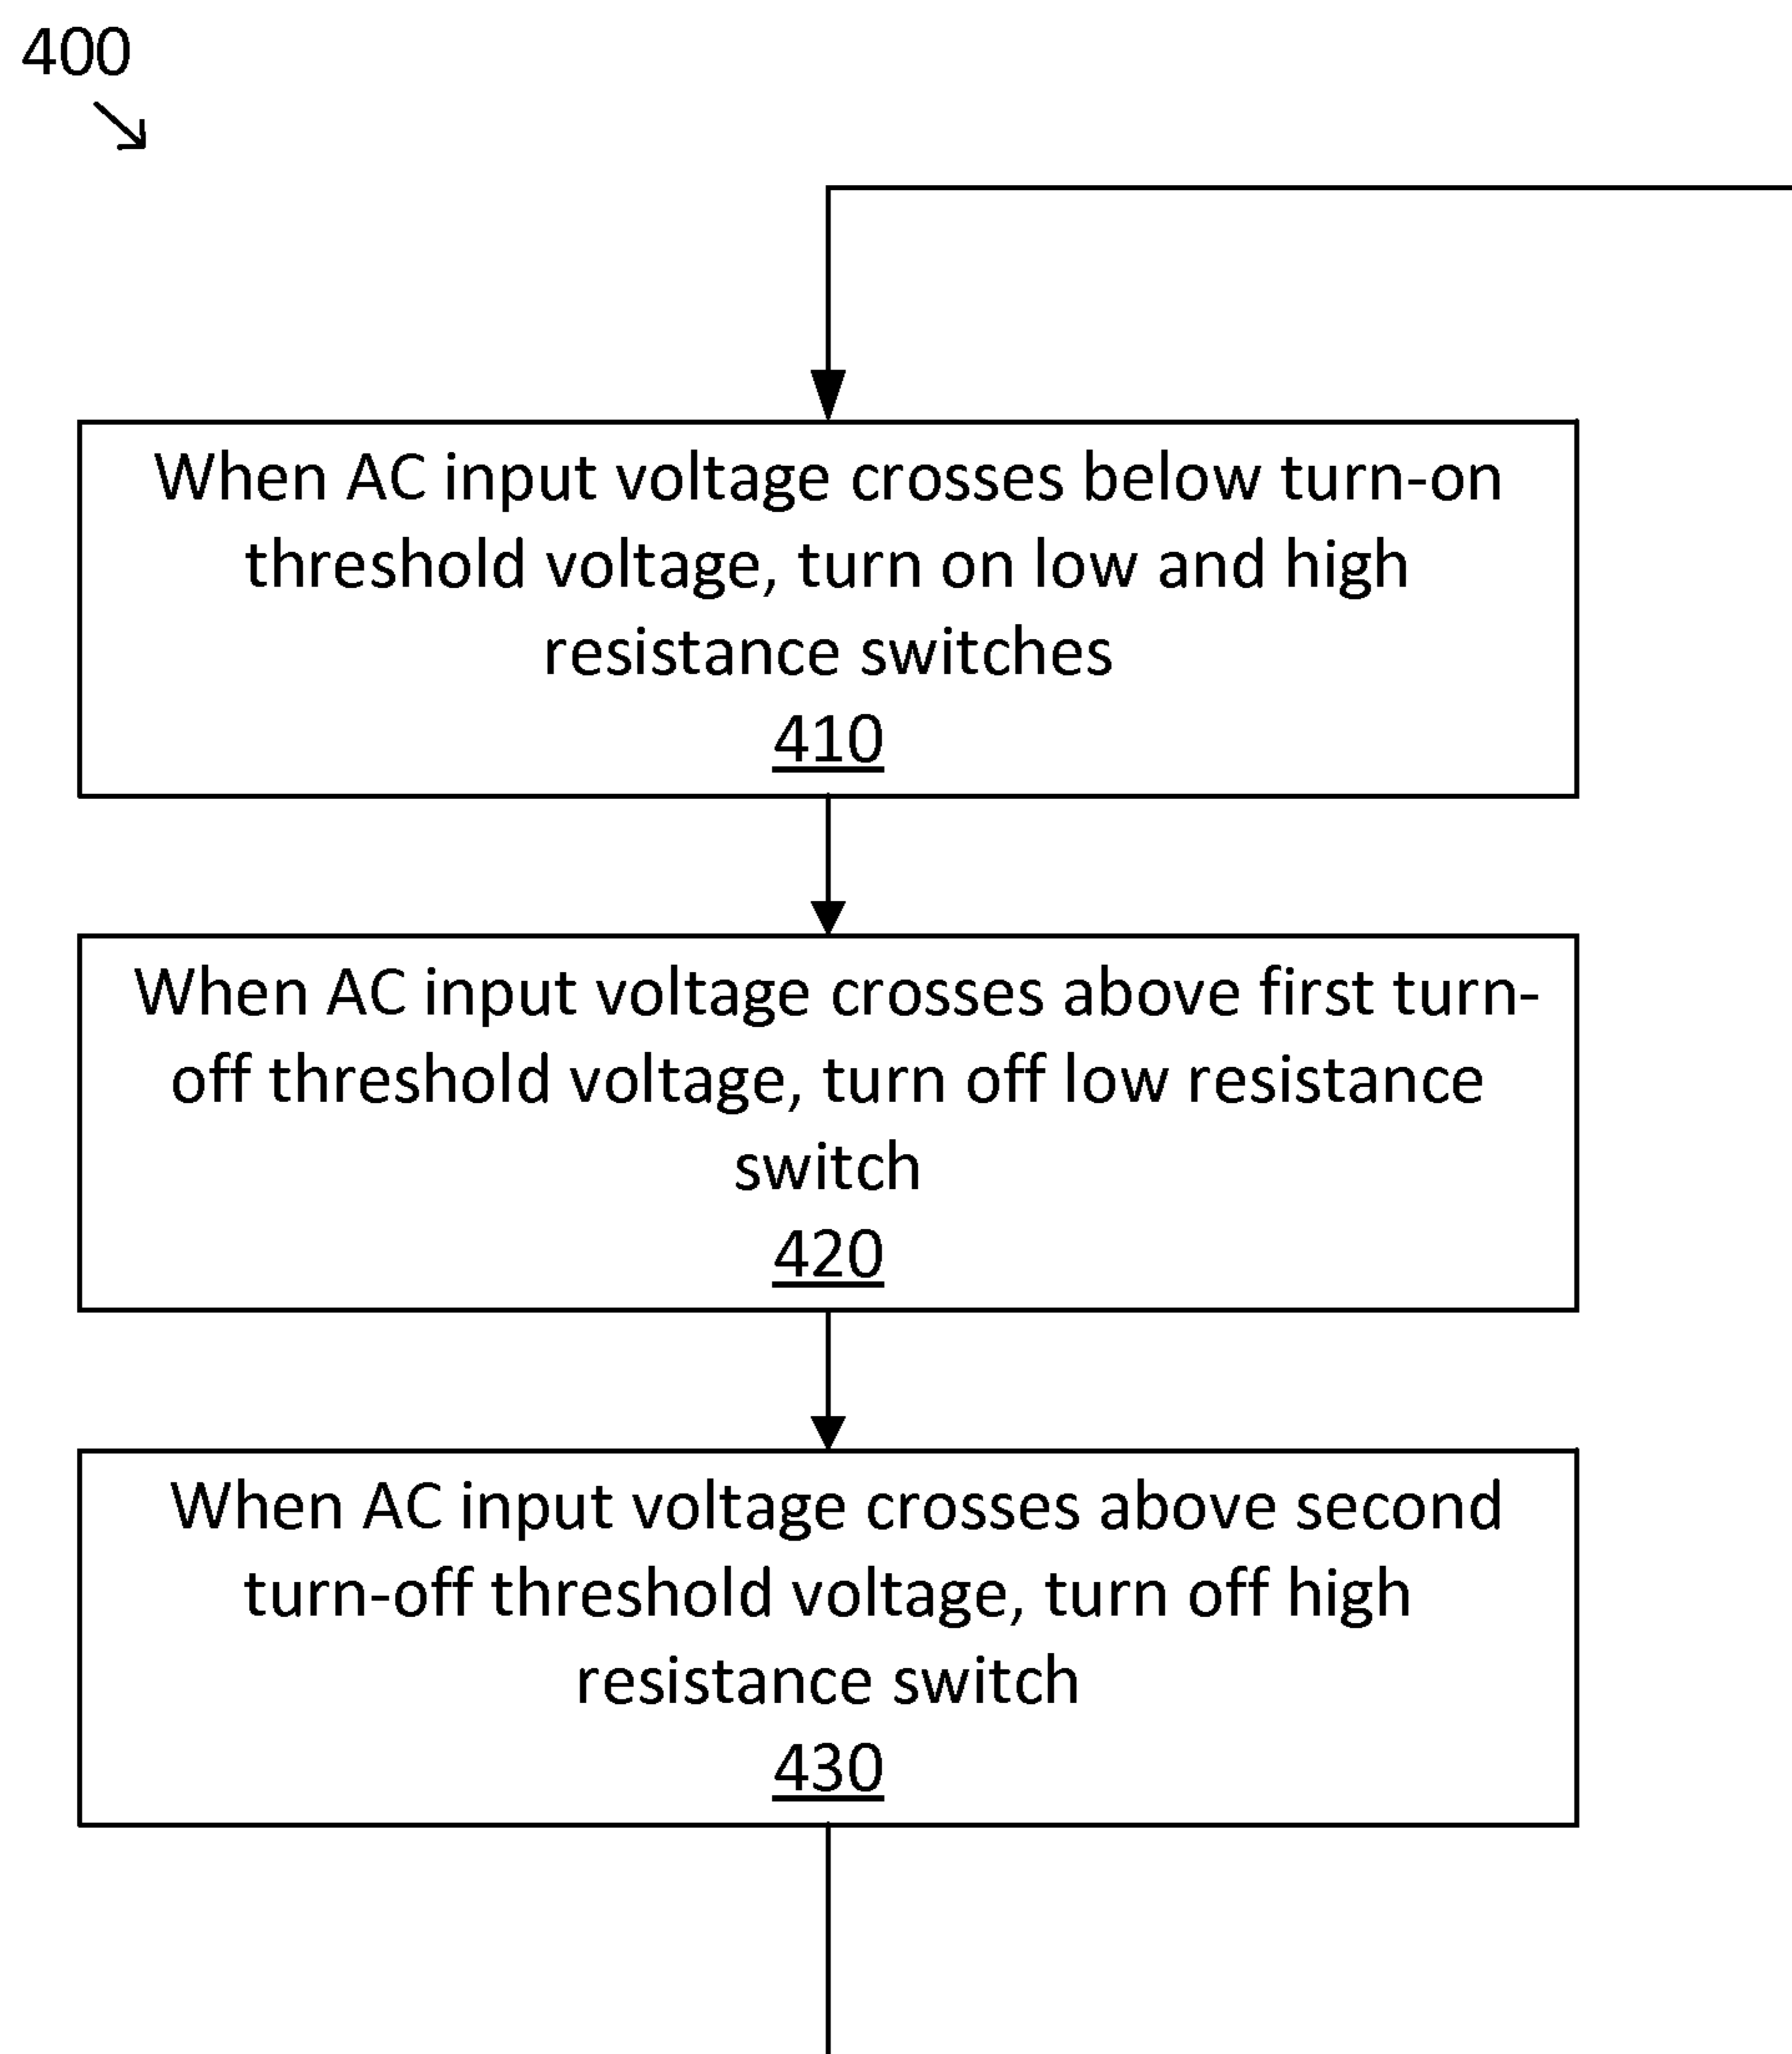 400
When AC input voltage crosses below turn-on
threshold voltage, turn on low and high
resistance switches
410
When AC input voltage crosses above first turn-
off threshold voltage, turn off low resistance
switch
420
When AC input voltage crosses above second
turn-off threshold voltage, turn off high
resistance switch
430